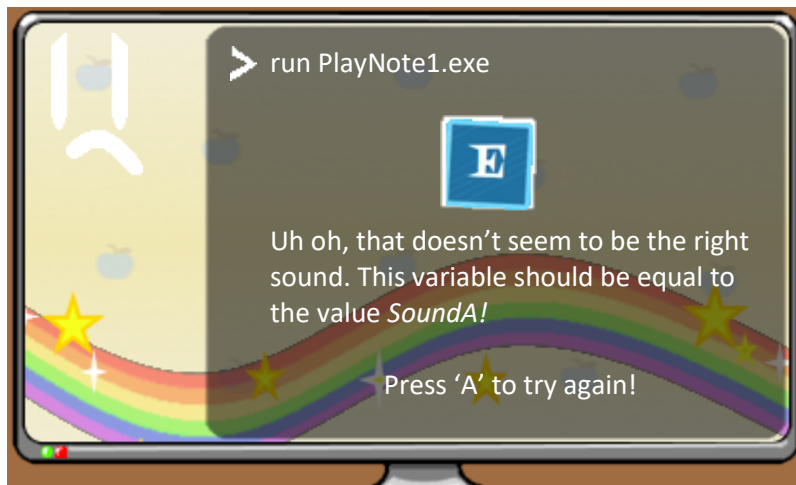 > run PlayNote1.exe
E
Uh oh, that doesn’t seem to be the right
sound. This variable should be equal to
the value SoundA!
Press ‘A’ to try again!